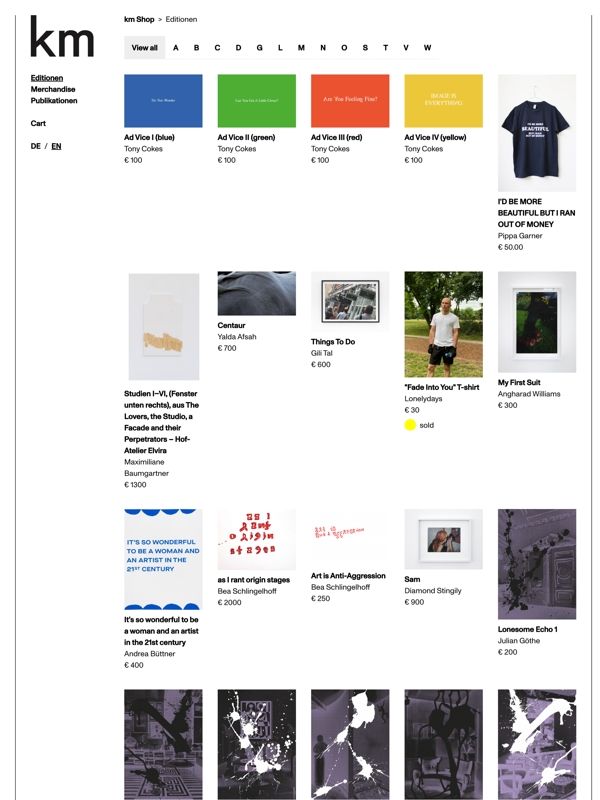 km
km Shop > Editionen
View all A B C D G L M N O S T V W
Editionen
Merchandise
Publikationen
Cart
DE / EN
Do You Wonder
Can You Get A Little Closer?
Are You Feeling Fine?
IMAGE IS
EVERYTHING
I'D BE MORE
BEAUTIFUL
BUT I RAN
OUT OF MONEY
Ad Vice I (blue)
Tony Cokes
€ 100
Ad Vice II (green)
Tony Cokes
€ 100
Ad Vice III (red)
Tony Cokes
€ 100
Ad Vice IV (yellow)
Tony Cokes
€ 100
I'D BE MORE
BEAUTIFUL BUT I RAN
OUT OF MONEY
Pippa Garner
€ 50.00
Studien I–VI, (Fenster
unten rechts), aus The
Lovers, the Studio, a
Facade and their
Perpetrators – Hof-
Atelier Elvira
Maximiliane
Baumgartner
€ 1300
Centaur
Yalda Afsah
€ 700
Things To Do
Gili Tal
€ 600
"Fade Into You" T-shirt
Lonelydays
€ 30
sold
My First Suit
Angharad Williams
€ 300
IT'S SO WONDERFUL
TO BE A WOMAN AND
AN ARTIST IN THE
21ST CENTURY
It's so wonderful to be
a woman and an artist
in the 21st century
Andrea Büttner
€ 400
as I rant origin stages
Bea Schlingelhoff
€ 2000
Art is Anti-Aggression
Bea Schlingelhoff
€ 250
Sam
Diamond Stingily
€ 900
Lonesome Echo 1
Julian Göthe
€ 200